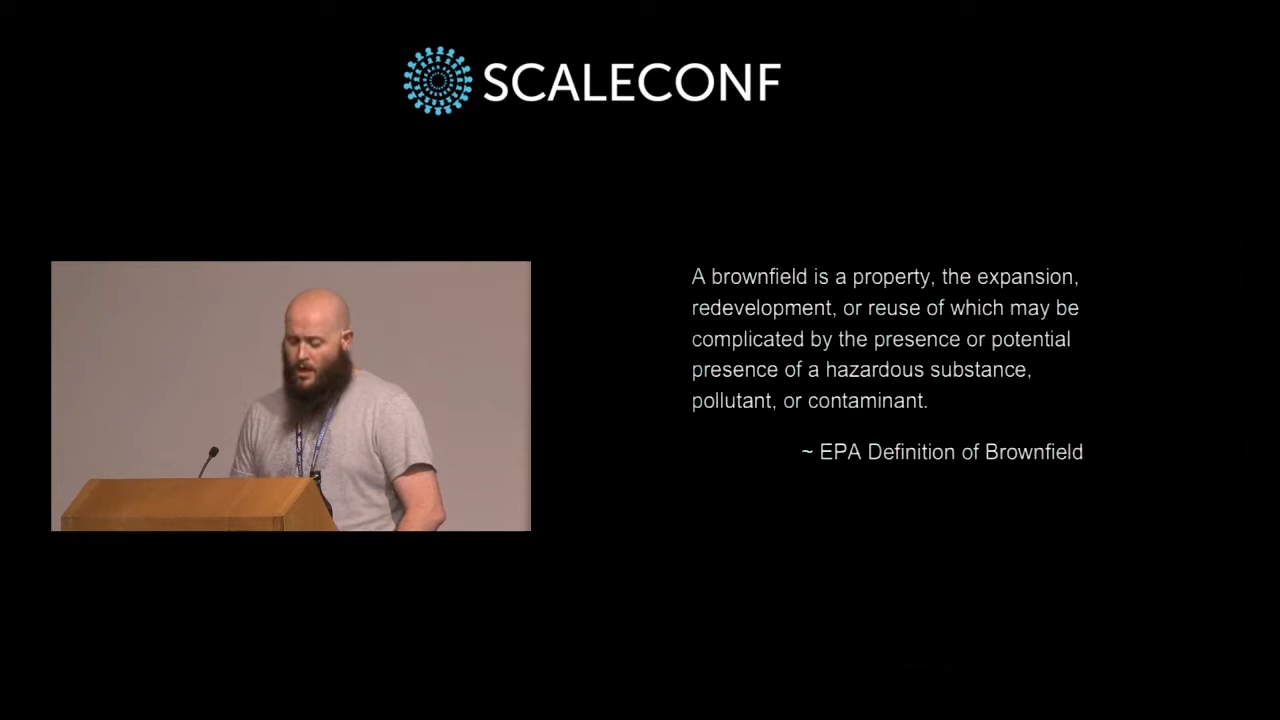 SCALECONF
A brownfield is a property, the expansion,
redevelopment, or reuse of which may be
complicated by the presence or potential
presence of a hazardous substance,
pollutant, or contaminant.
~ EPA Definition of Brownfield